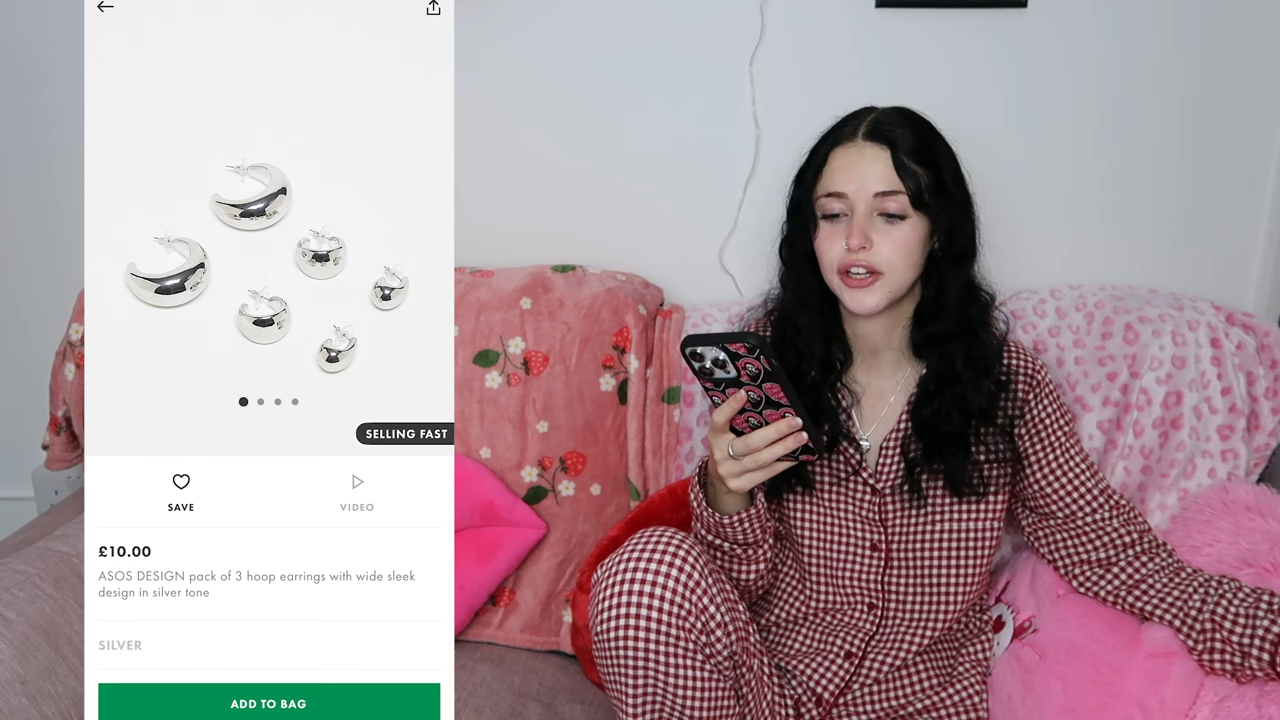 SELLING FAST
SAVE
VIDEO
£10.00
ASOS DESIGN pack of 3 hoop earrings with wide sleek
design in silver tone
SILVER
ADD TO BAG